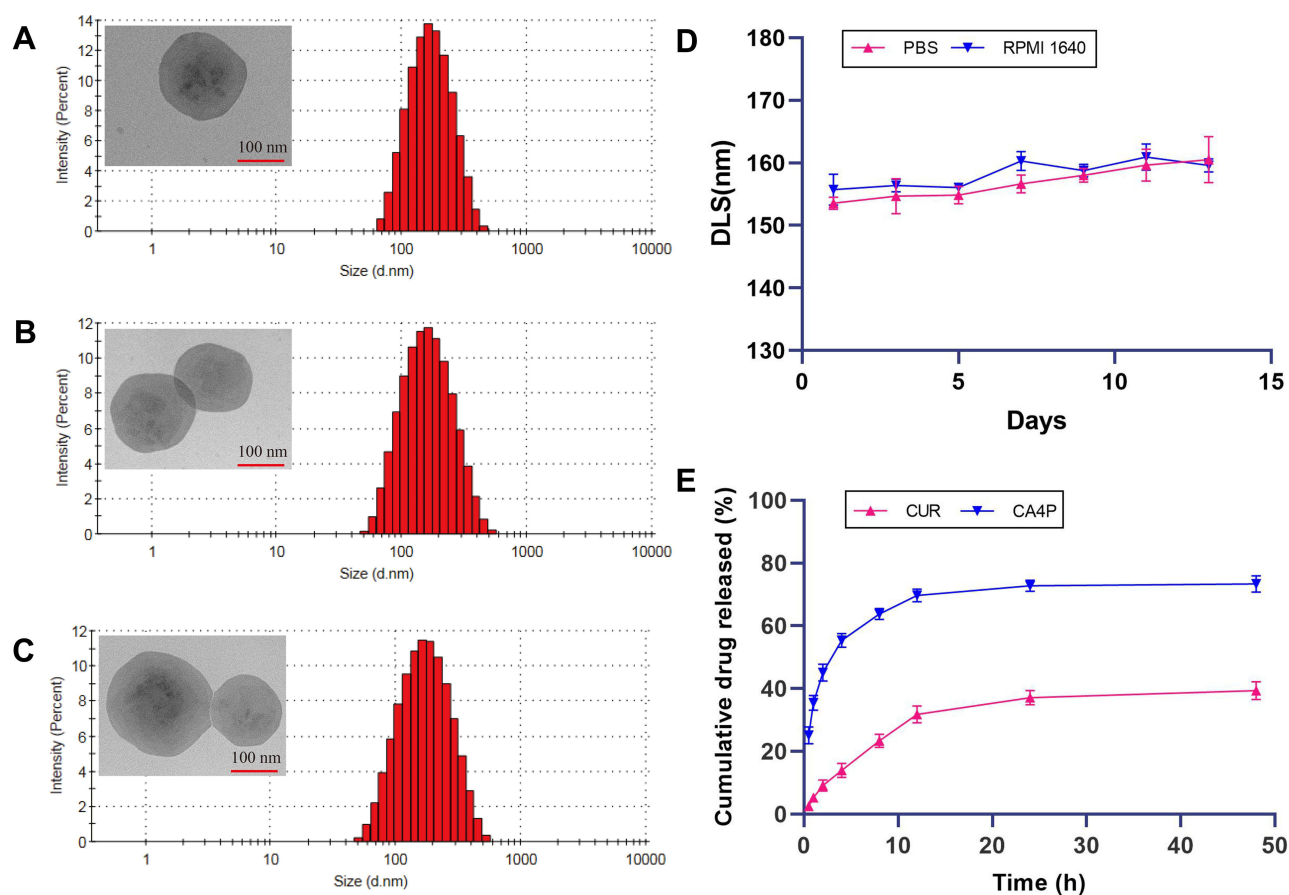 A
Intensity (Percent)
14
12
10
8
6
4
2
0
100 nm
1 10 100 1000 10000
Size (d.nm)
B
Intensity (Percent)
12
10
8
6
4
2
0
100 nm
1 10 100 1000 10000
Size (d.nm)
C
Intensity (Percent)
12
10
8
6
4
2
0
100 nm
1 10 100 1000 10000
Size (d.nm)
D
PBS RPMI 1640
DLS(nm)
180
170
160
150
140
130
0 5 10 15
Days
E
CUR CA4P
Cumulative drug released (%)
100
80
60
40
20
0
0 10 20 30 40 50
Time (h)